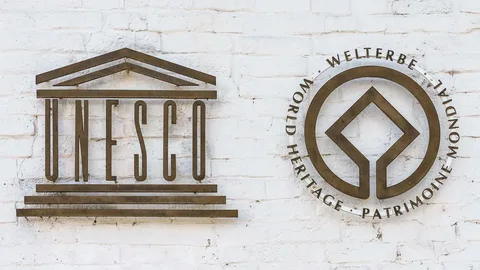 UNESCO
· WELTERBE · PATRIMOINE MONDIAL · WORLD HERITAGE